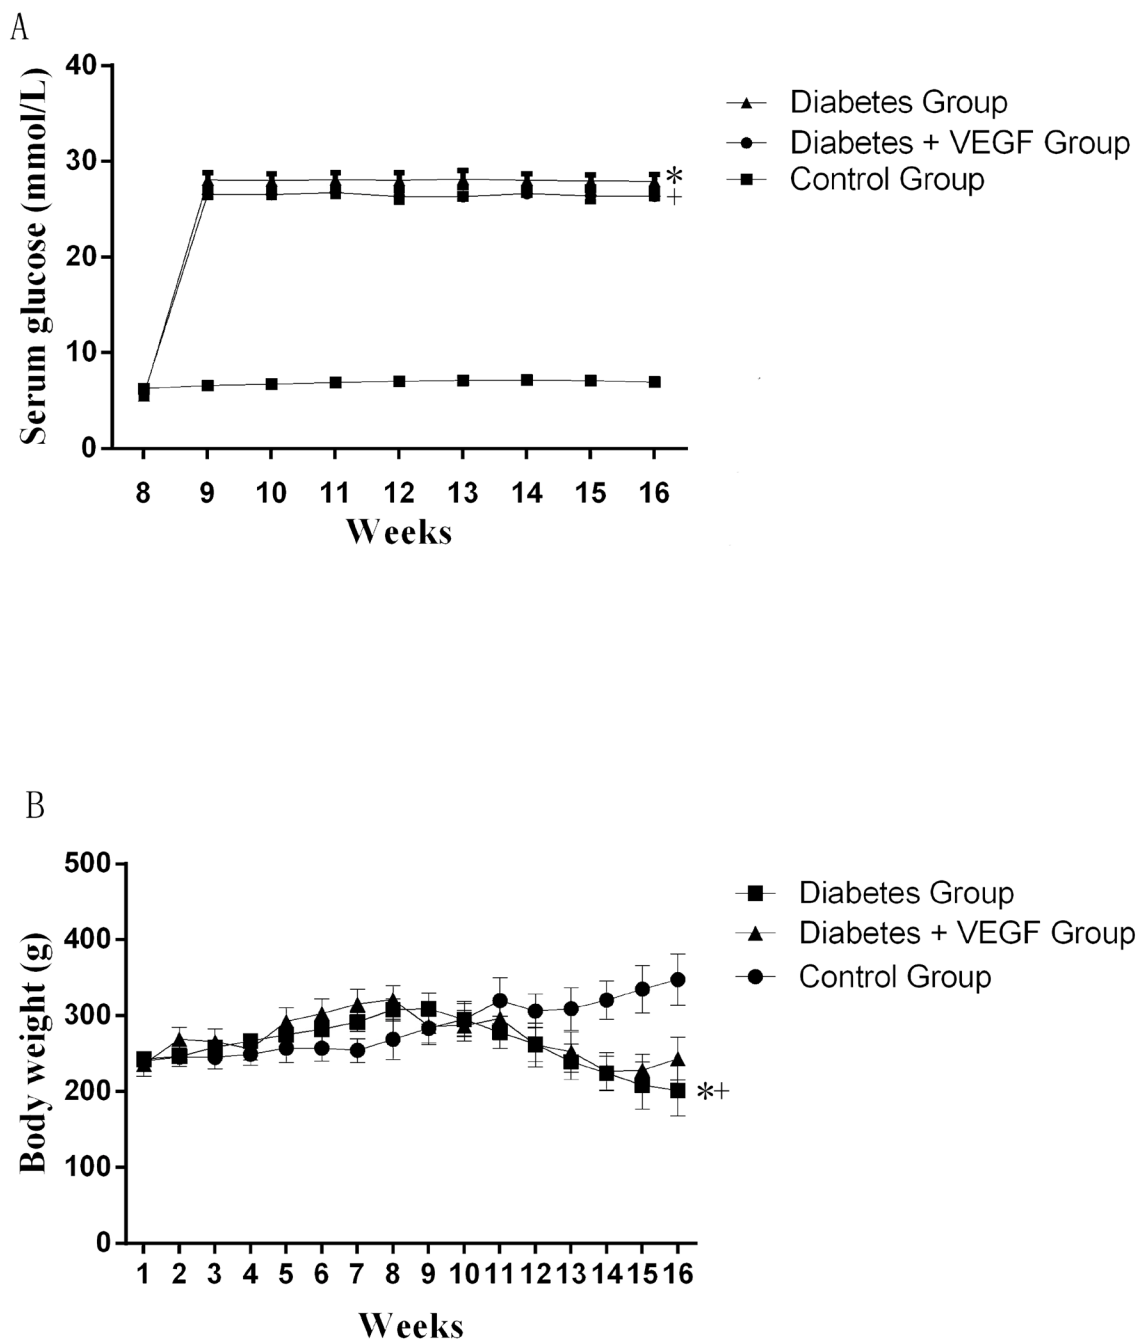 A
Serum glucose (mmol/L)
40
30
20
10
0
8 9 10 11 12 13 14 15 16
Weeks
Diabetes Group
Diabetes + VEGF Group
Control Group
*
+
B
Body weight (g)
500
400
300
200
100
0
1 2 3 4 5 6 7 8 9 10 11 12 13 14 15 16
Weeks
Diabetes Group
Diabetes + VEGF Group
Control Group
*+